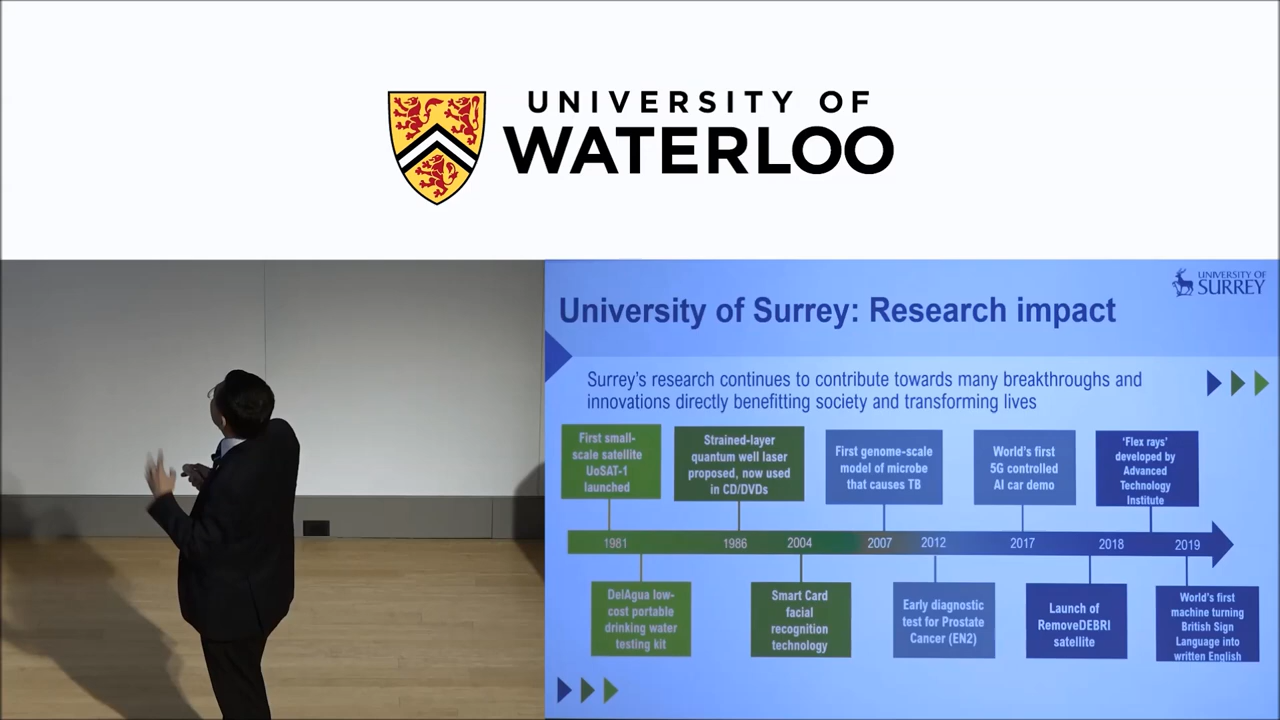 UNIVERSITY OF
WATERLOO
UNIVERSITY OF
SURREY
University of Surrey: Research impact
Surrey's research continues to contribute towards many breakthroughs and
innovations directly benefitting society and transforming lives
First small-
scale satellite
UoSAT-1
launched
Strained-layer
quantum well laser
proposed, now used
in CD/DVDs
First genome-scale
model of microbe
that causes TB
World's first
5G controlled
AI car demo
'Flex rays'
developed by
Advanced
Technology
Institute
1981
1986
2004
2007
2012
2017
2018
2019
DelAgua low-
cost portable
drinking water
testing kit
Smart Card
facial
recognition
technology
Early diagnostic
test for Prostate
Cancer (EN2)
Launch of
RemoveDEBRI
satellite
World's first
machine turning
British Sign
Language into
written English